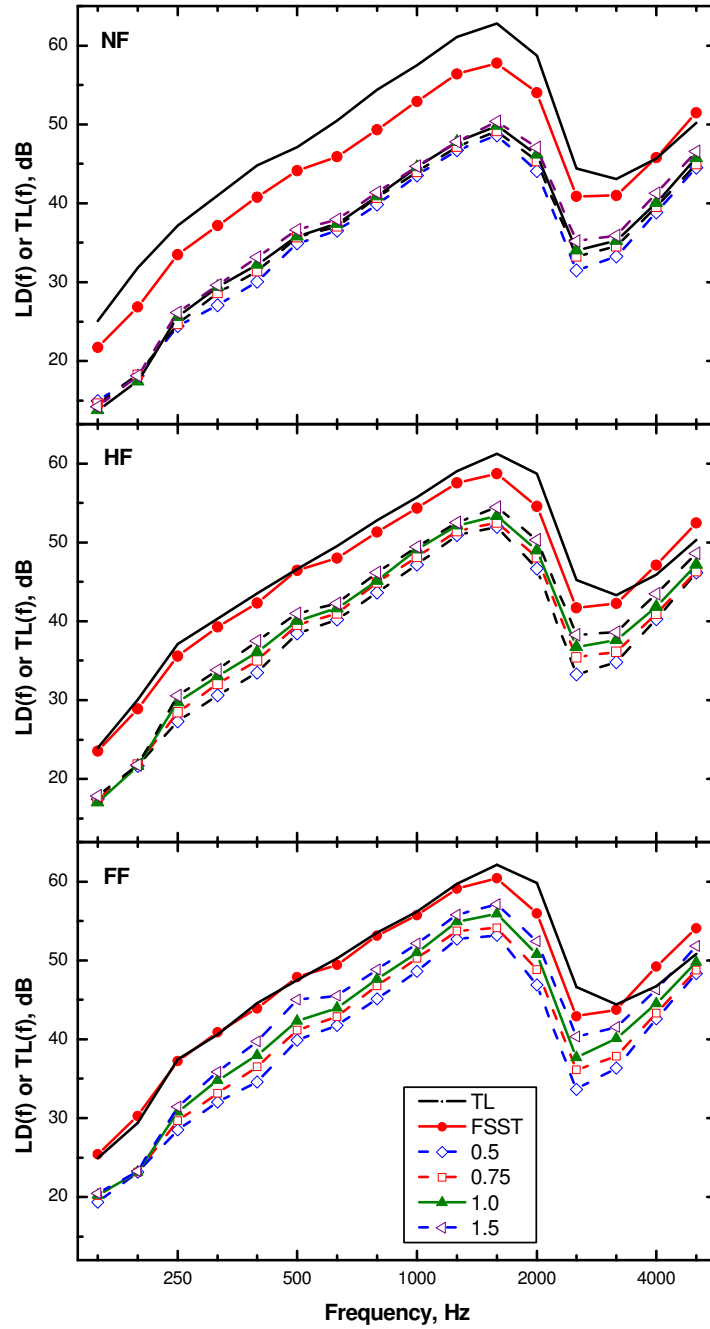 NF
60
50
40
30
20
LD(f) or TL(f), dB
HF
60
50
40
30
20
LD(f) or TL(f), dB
FF
60
50
40
30
20
LD(f) or TL(f), dB
TL
FSST
0.5
0.75
1.0
1.5
250 500 1000 2000 4000
Frequency, Hz